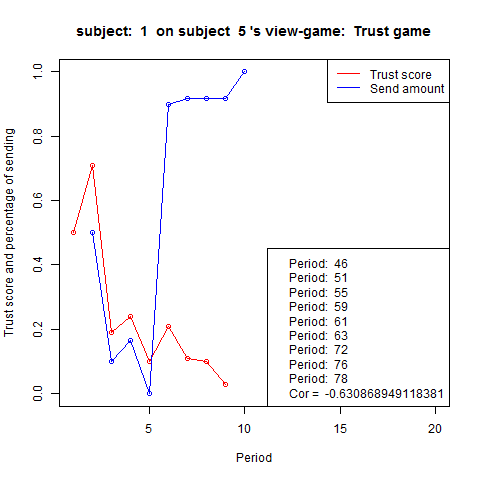 subject:  1  on subject  5 's view-game:  Trust game
Trust score and percentage of sending
1.0
0.8
0.6
0.4
0.2
0.0
Trust score
Send amount
Period:  46
Period:  51
Period:  55
Period:  59
Period:  61
Period:  63
Period:  72
Period:  76
Period:  78
Cor =  -0.630868949118381
5
10
15
20
Period